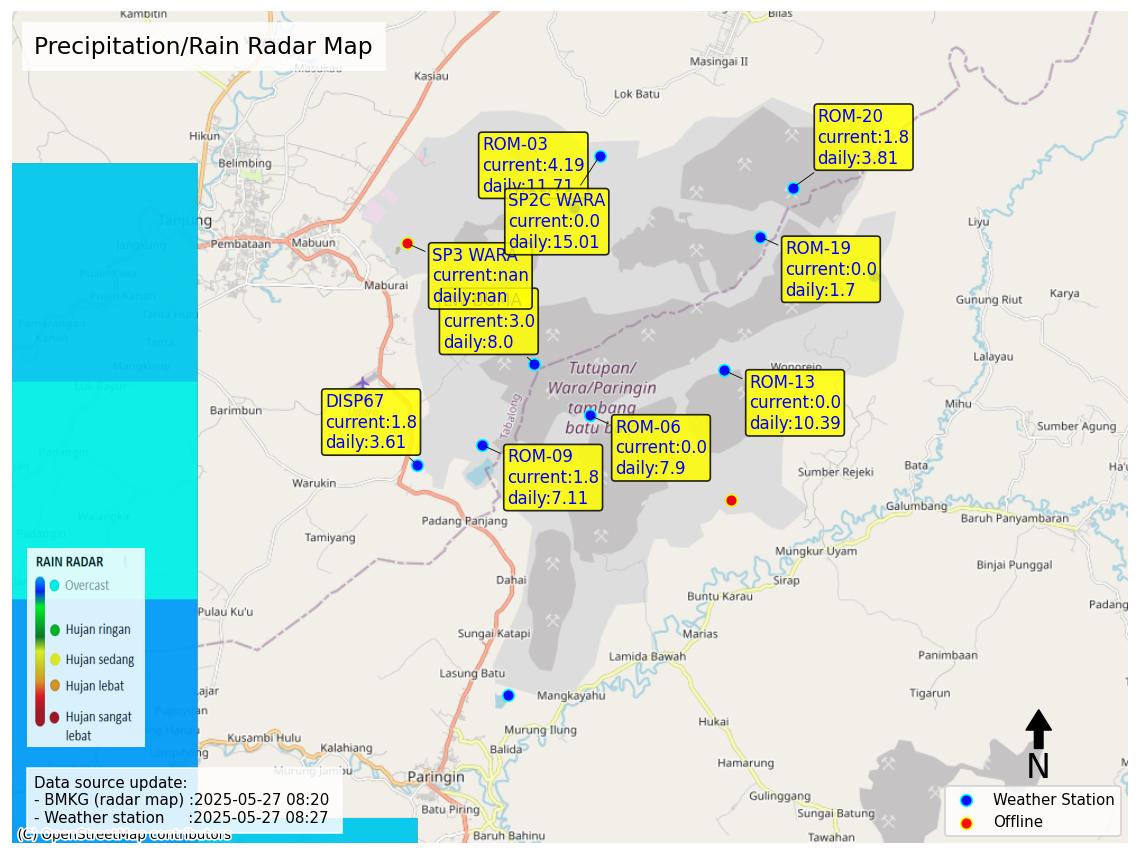 Kambitin
Bilas
Precipitation/Rain Radar Map
Masukau
Kasiau
Masingai II
Lok Batu
Hikun
Belimbing
ROM-20
current:1.8
daily:3.81
ROM-03
current:4.19
daily:11.71
SP2C WARA
current:0.0
daily:15.01
Tanjung
Pembataan
Mabuun
Jangkung
Liyu
SP3 WARA
current:nan
daily:nan
ROM-19
current:0.0
daily:1.7
Maburai
current:3.0
daily:8.0
Gunung Riut
Karya
Lalayau
Wonorejo
Tutupan/
Wara/Paringin
tambang
Tabalong
ROM-13
current:0.0
daily:10.39
DISP67
current:1.8
daily:3.61
Barimbun
Mihu
ROM-06
current:0.0
daily:7.9
Sumber Agung
ROM-09
current:1.8
daily:7.11
Warukin
Sumber Rejeki
Bata
Padang Panjang
Galumbang
Baruh Panyambaran
Tamiyang
Mungkur Uyam
Binjai Punggal
RAIN RADAR
Overcast
Hujan ringan
Hujan sedang
Hujan lebat
Hujan sangat
lebat
Dahai
Sirap
Buntu Karau
Pulau Ku'u
Padang
Sungai Katapi
Marias
Lamida Bawah
Panimbaan
Lasung Batu
Mangkayahu
Tigarun
Hukai
Murung Ilung
Kusambi Hulu
Kalahiang
Balida
Hamarung
Murung Jambu
Paringin
Gulinggang
Batu Piring
Sungai Batung
Baruh Bahinu
Tawahan
N
Data source update:
- BMKG (radar map) :2025-05-27 08:20
- Weather station :2025-05-27 08:27
(C) OpenStreetMap contributors
Weather Station
Offline